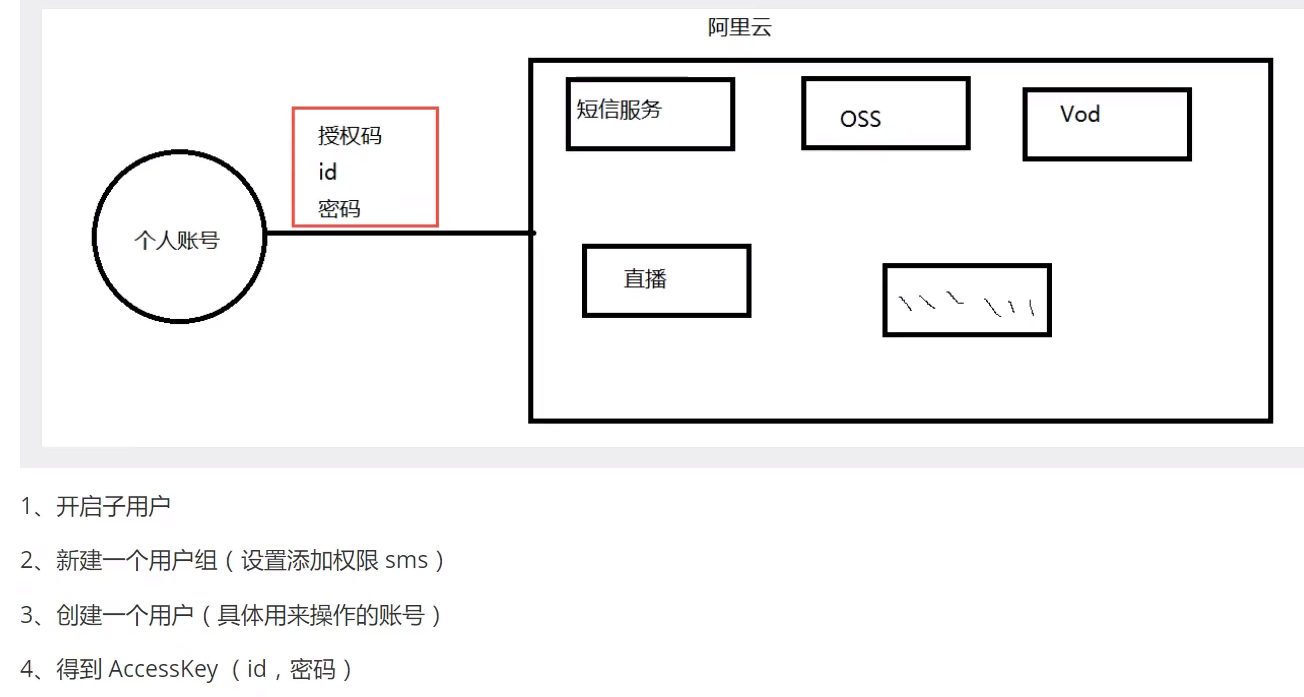 阿里云
短信服务
OSS
Vod
授权码
id
密码
个人账号
直播
1、开启子用户
2、新建一个用户组（设置添加权限 sms）
3、创建一个用户（具体用来操作的账号）
4、得到 AccessKey （id，密码）